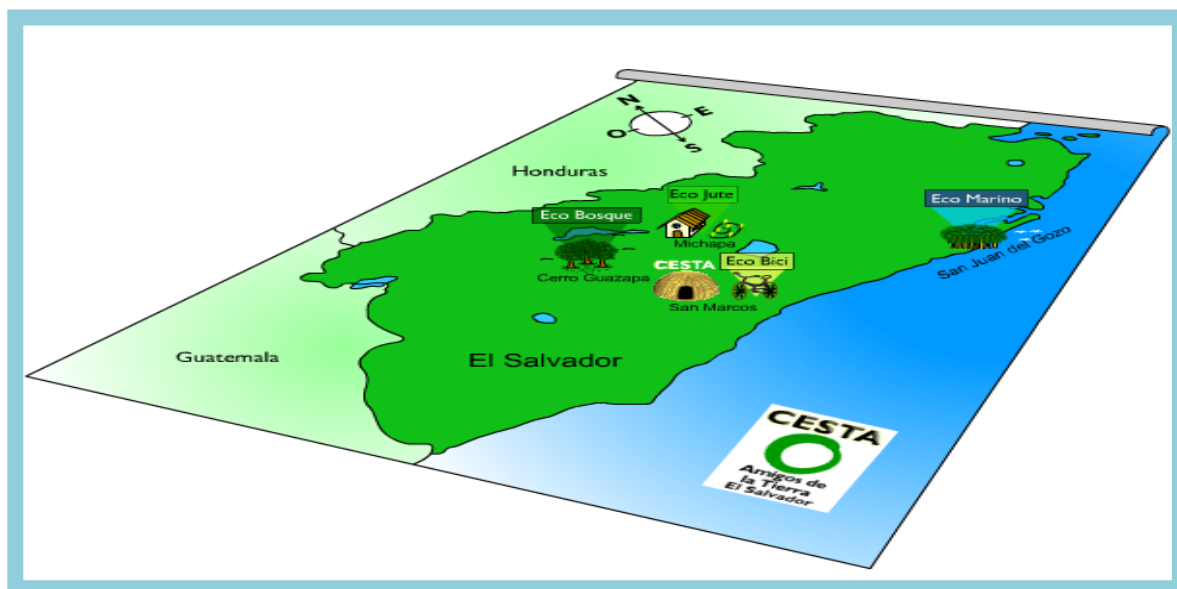 N
E
O
S
Honduras
Eco Jute
Eco Bosque
Eco Marino
Michapa
CESTA
Eco Bici
Cerro Guazapa
San Juan del Gozo
San Marcos
Guatemala
El Salvador
CESTA
Amigos de
la Tierra
El Salvador